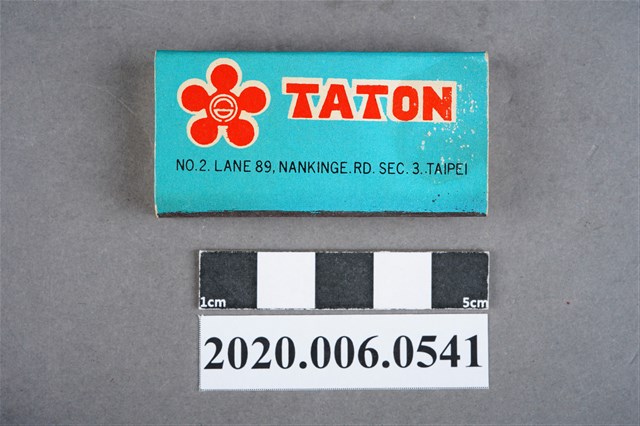 TATON
NO.2. LANE 89, NANKINGE. RD. SEC. 3. TAIPEI
1cm 5cm
2020.006.0541